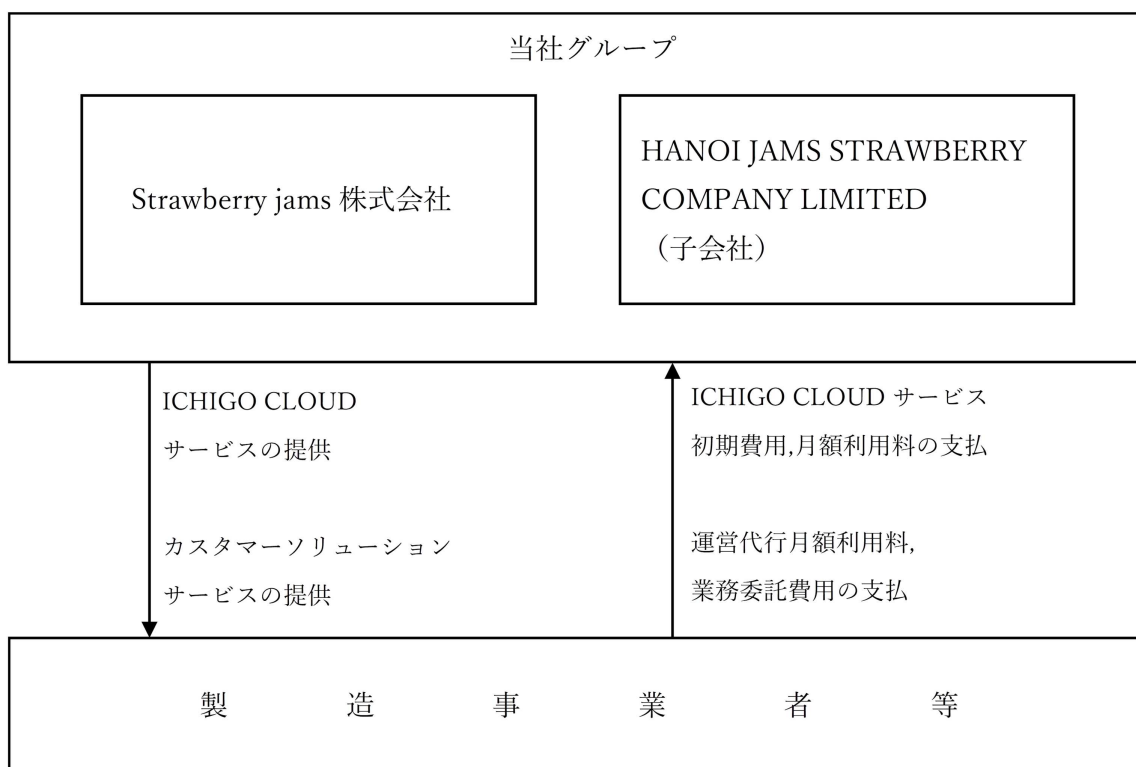 当社グループ
Strawberry jams 株式会社
HANOI JAMS STRAWBERRY
COMPANY LIMITED
（子会社）
ICHIGO CLOUD
サービスの提供
カスタマーソリューション
サービスの提供
ICHIGO CLOUD サービス
初期費用,月額利用料の支払
運営代行月額利用料,
業務委託費用の支払
製造事業者等